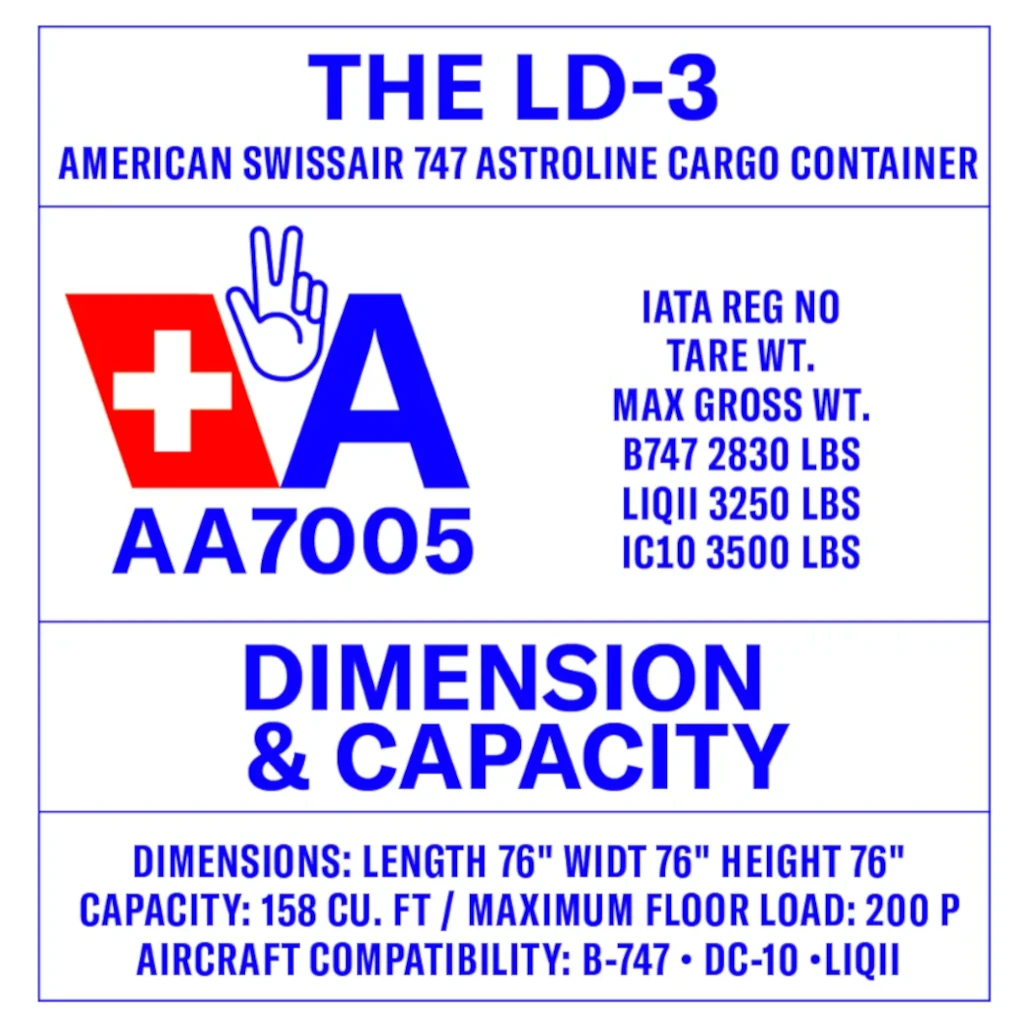 THE LD-3
AMERICAN SWISSAIR 747 ASTROLINE CARGO CONTAINER
A
AA7005
IATA REG NO
TARE WT.
MAX GROSS WT.
B747 2830 LBS
LIQII 3250 LBS
IC10 3500 LBS
DIMENSION
& CAPACITY
DIMENSIONS: LENGTH 76" WIDT 76" HEIGHT 76"
CAPACITY: 158 CU. FT / MAXIMUM FLOOR LOAD: 200 P
AIRCRAFT COMPATIBILITY: B-747 • DC-10 •LIQII